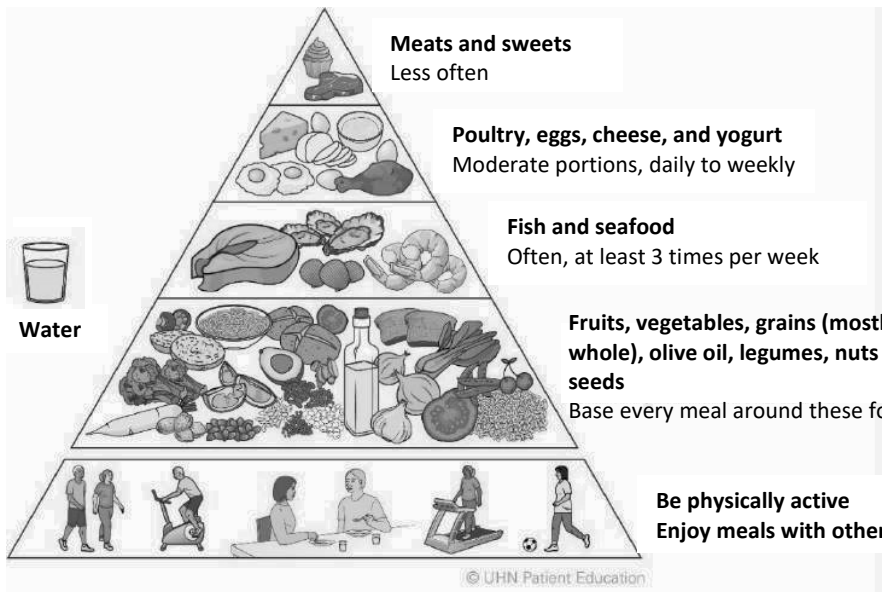 Meats and sweets
Less often
Poultry, eggs, cheese, and yogurt
Moderate portions, daily to weekly
Fish and seafood
Often, at least 3 times per week
Water
Fruits, vegetables, grains (mostl
whole), olive oil, legumes, nuts
seeds
Base every meal around these fo
Be physically active
Enjoy meals with other
© UHN Patient Education